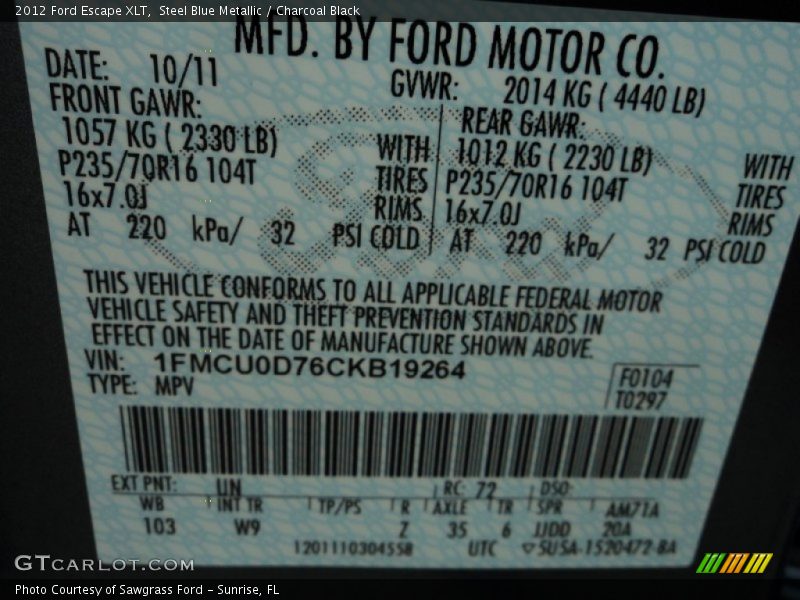 2012 Ford Escape XLT, Steel Blue Metallic / Charcoal Black
MFD. BY FORD MOTOR CO.
DATE: 10/11 GVWR: 2014 KG ( 4440 LB)
FRONT GAWR: REAR GAWR:
1057 KG ( 2330 LB) WITH 1012 KG ( 2230 LB) WITH
P235/70R16 104T TIRES P235/70R16 104T TIRES
16x7.0J RIMS 16x7.0J RIMS
AT 220 kPa/ 32 PSI COLD AT 220 kPa/ 32 PSI COLD
THIS VEHICLE CONFORMS TO ALL APPLICABLE FEDERAL MOTOR
VEHICLE SAFETY AND THEFT PREVENTION STANDARDS IN
EFFECT ON THE DATE OF MANUFACTURE SHOWN ABOVE.
VIN: 1FMCU0D76CKB19264 F0104
TYPE: MPV T0297
EXT PNT: UN RC: 72 DSO:
WB INT TR TP/PS R AXLE TR SPR AM7TA
103 W9 Z 35 6 JJDD 20A
1201110304558 UTC ▽5USA-1520472-BA
GTCARLOT.COM
Photo Courtesy of Sawgrass Ford - Sunrise, FL